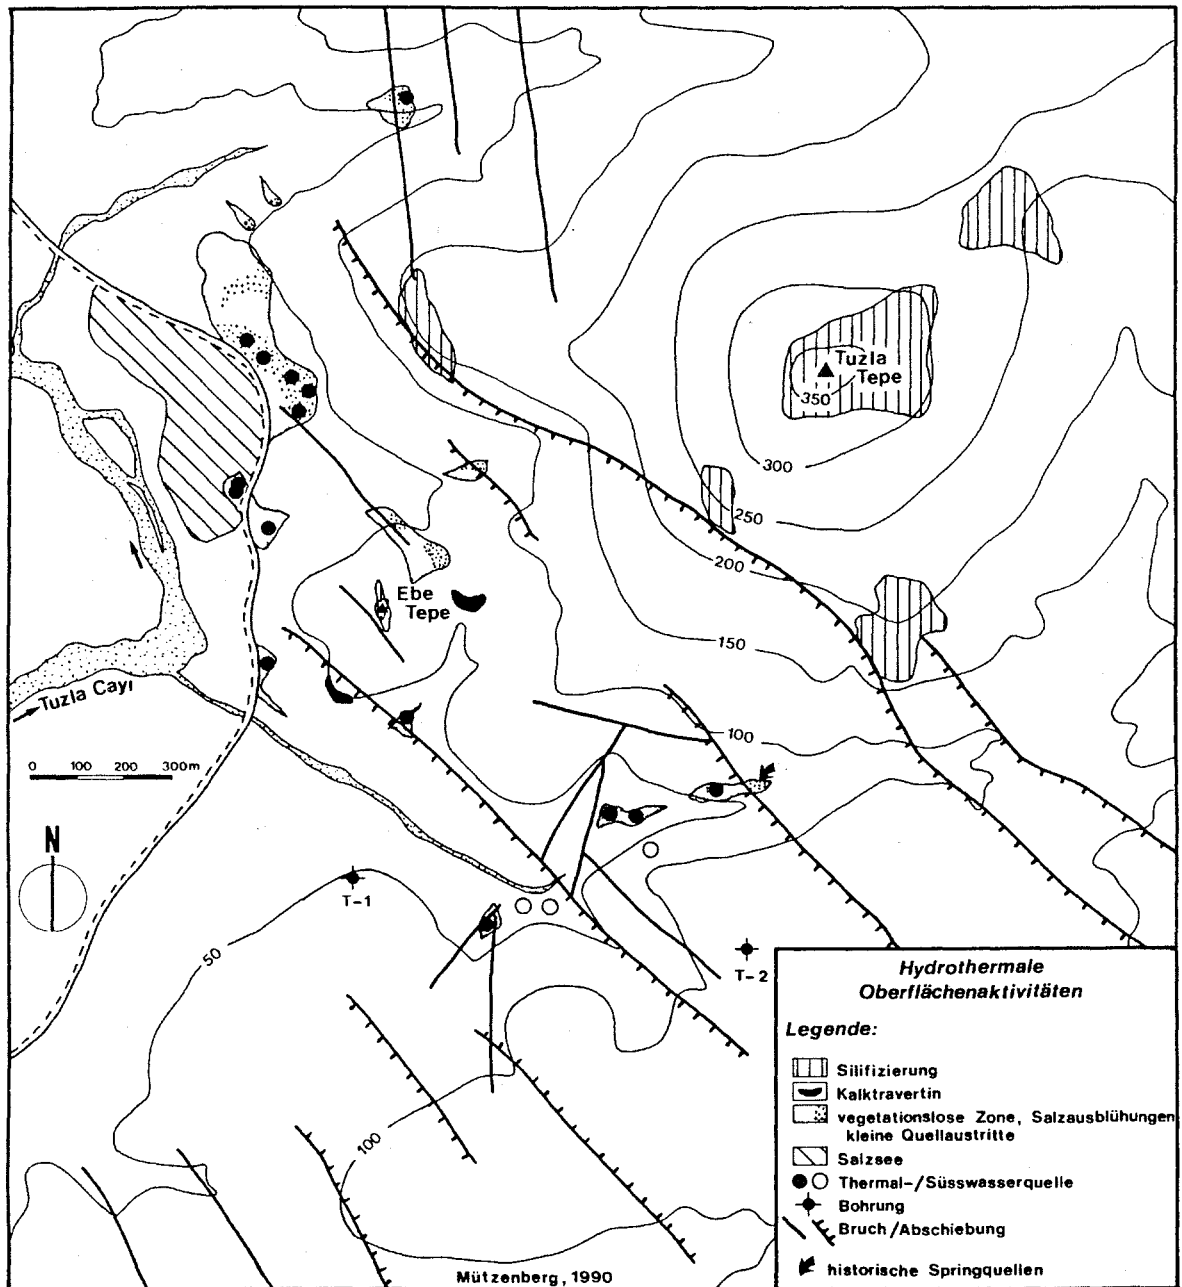 Tuzla
Tepe
350
300
250
200
150
100
Ebe
Tepe
Tuzla Cayı
0 100 200 300m
N
T-1
T-2
50
100
Hydrothermale
Oberflächenaktivitäten
Legende:
Silifizierung
Kalktravertin
vegetationslose Zone, Salzausblühungen
kleine Quellaustritte
Salzsee
Thermal-/Süsswasserquelle
Bohrung
Bruch/Abschiebung
historische Springquellen
Mützenberg, 1990